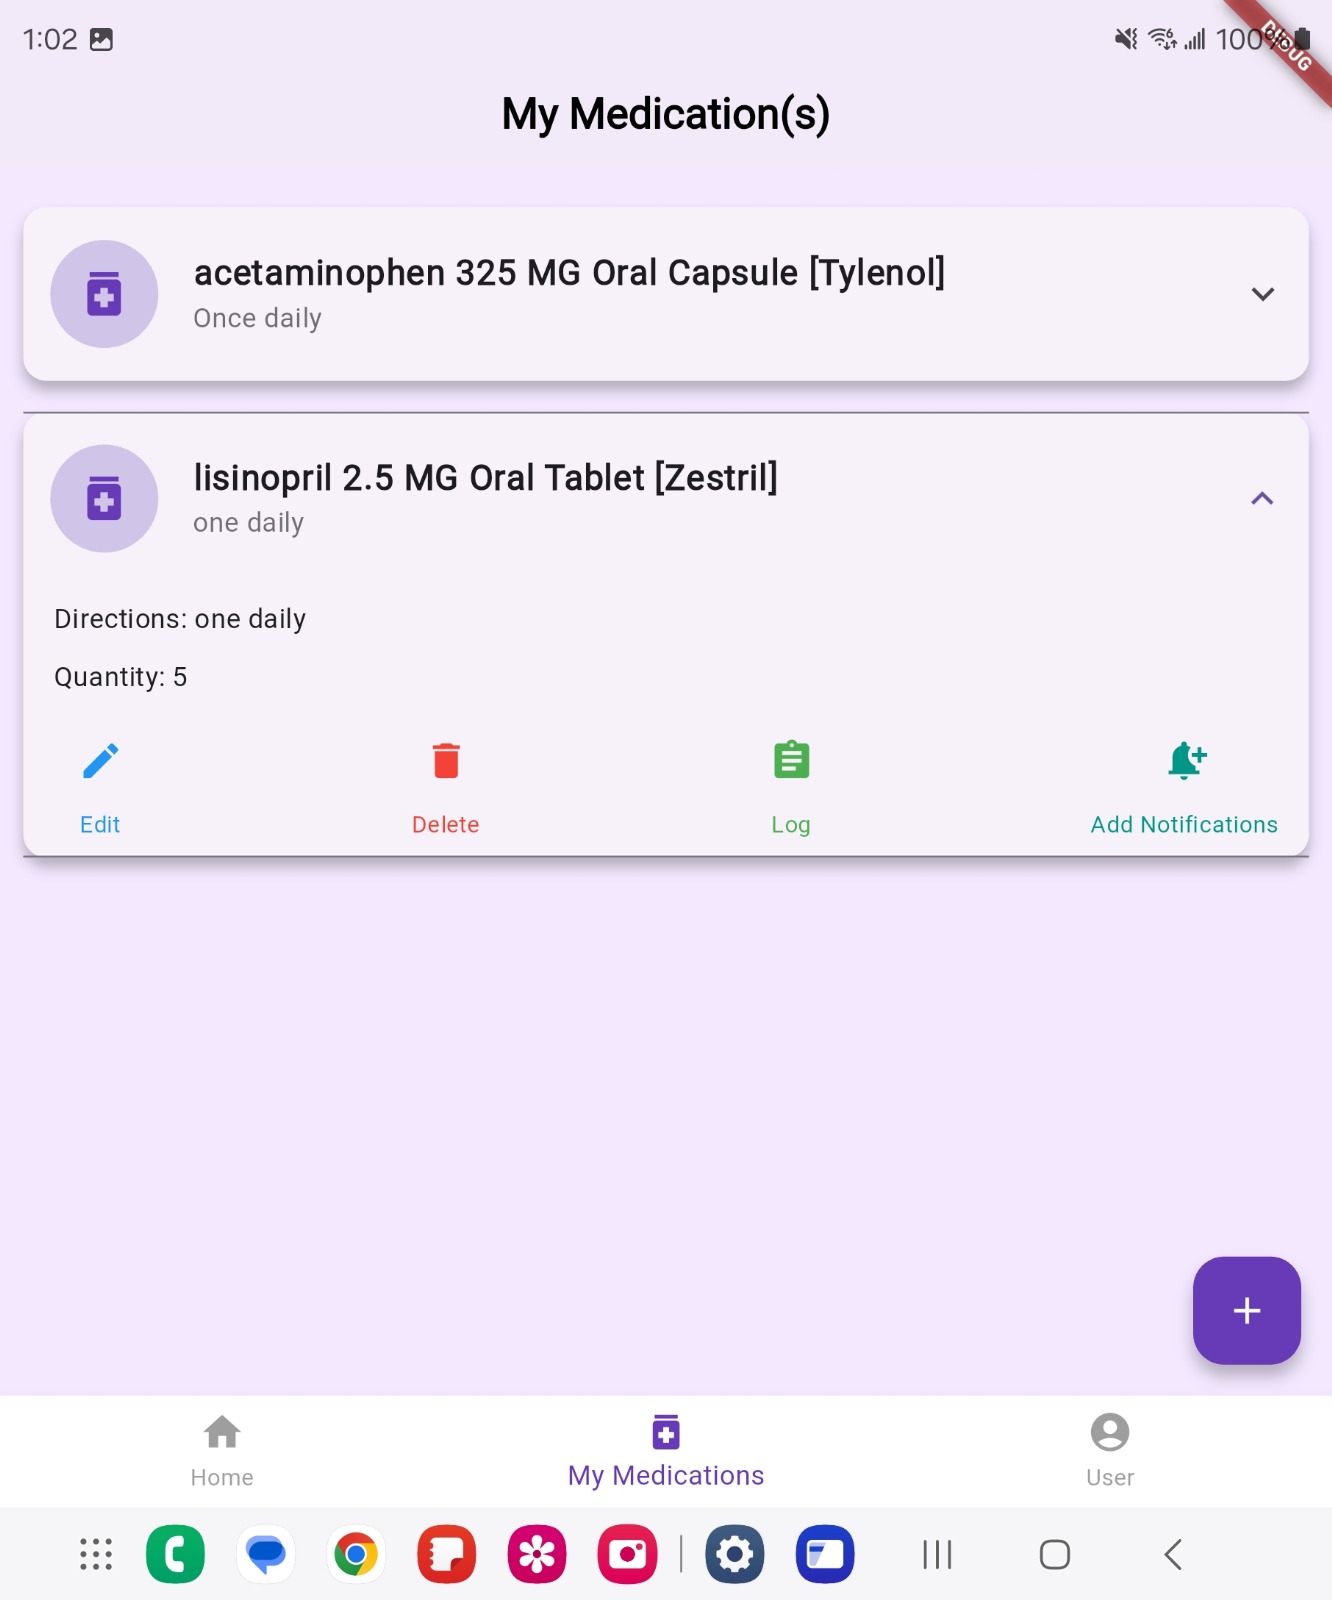 1:02
100%
DEBUG
My Medication(s)
acetaminophen 325 MG Oral Capsule [Tylenol]
Once daily
lisinopril 2.5 MG Oral Tablet [Zestril]
one daily
Directions: one daily
Quantity: 5
Edit
Delete
Log
Add Notifications
Home
My Medications
User